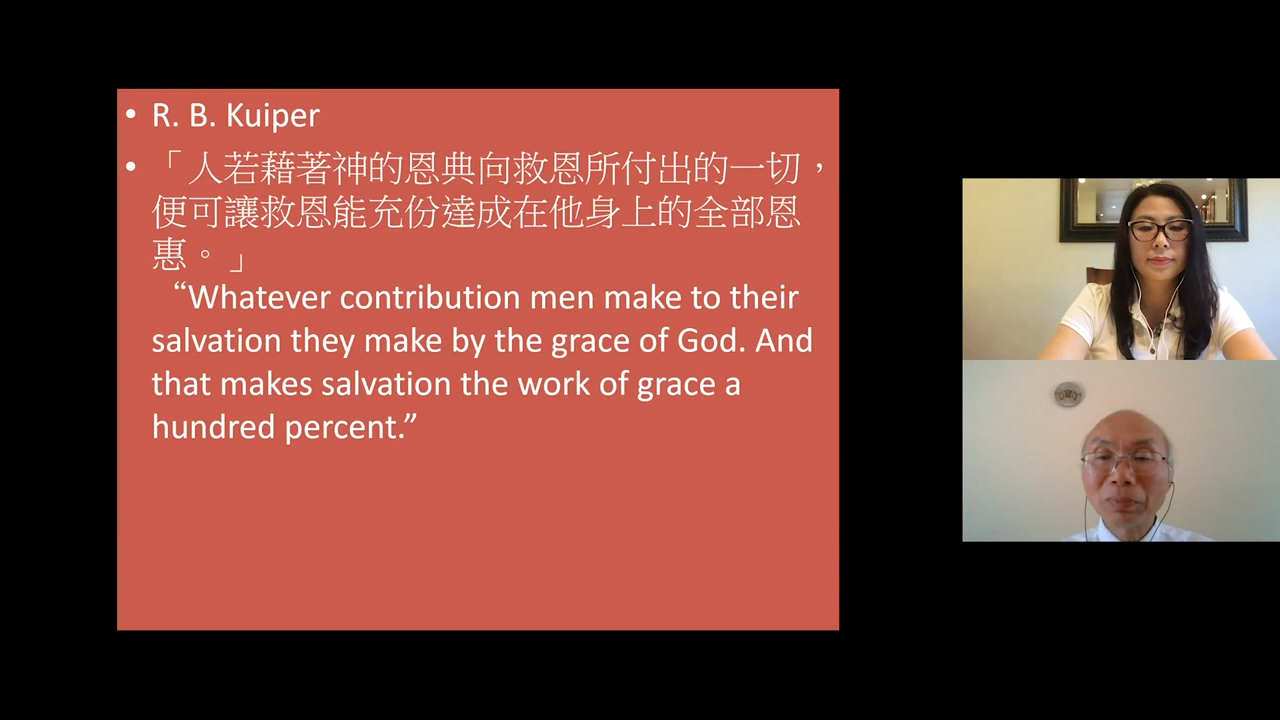 • R. B. Kuiper
• 「人若藉著神的恩典向救恩所付出的一切，
便可讓救恩能充份達成在他身上的全部恩
惠。」
“Whatever contribution men make to their
salvation they make by the grace of God. And
that makes salvation the work of grace a
hundred percent.”